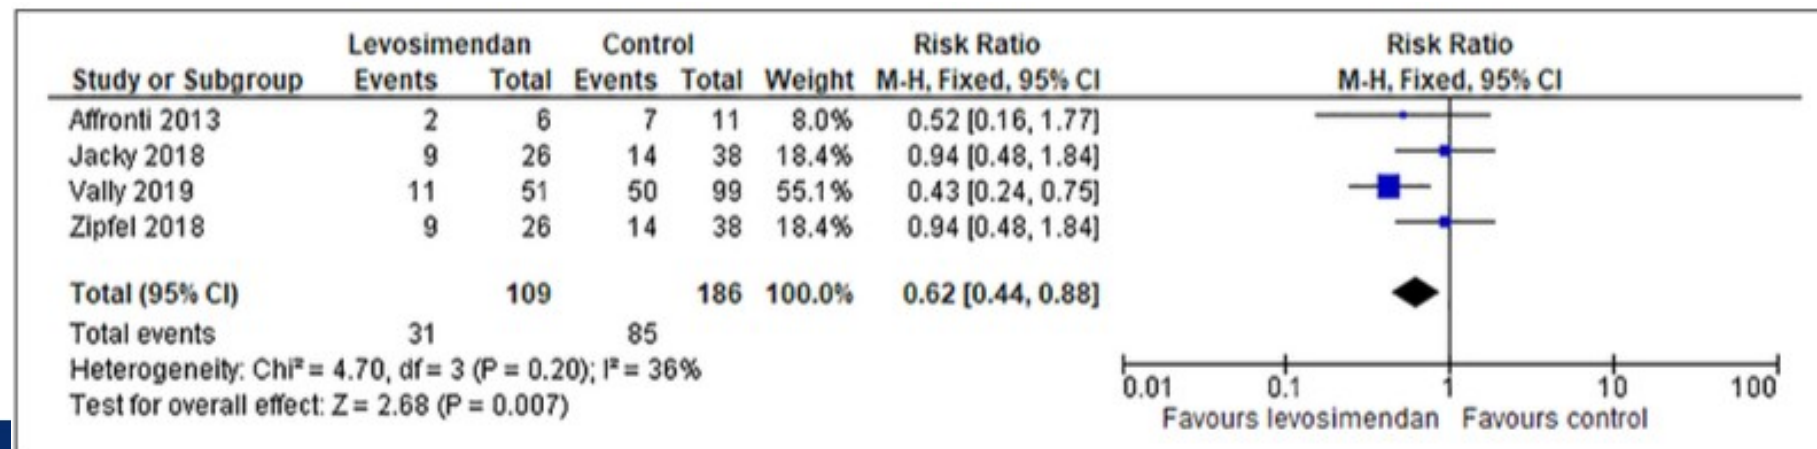 Levosimendan Control Risk Ratio Risk Ratio
Study or Subgroup Events Total Events Total Weight M-H, Fixed, 95% CI M-H, Fixed, 95% CI
Affronti 2013 2 6 7 11 8.0% 0.52 [0.16, 1.77]
Jacky 2018 9 26 14 38 18.4% 0.94 [0.48, 1.84]
Vally 2019 11 51 50 99 55.1% 0.43 [0.24, 0.75]
Zipfel 2018 9 26 14 38 18.4% 0.94 [0.48, 1.84]
Total (95% CI) 109 186 100.0% 0.62 [0.44, 0.88]
Total events 31 85
Heterogeneity: Chi² = 4.70, df = 3 (P = 0.20); I² = 36%
Test for overall effect: Z = 2.68 (P = 0.007)
0.01 0.1 1 10 100
Favours levosimendan Favours control